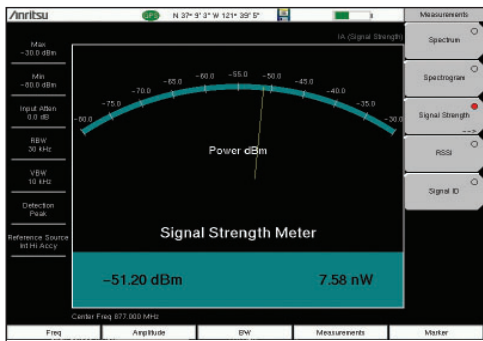 Anritsu
GPS
N 37° 9' 3" W 121° 39' 5"
Measurements
IA (Signal Strength)
Max
-30.0 dBm
Min
-80.0 dBm
Input Atten
0.0 dB
RBW
30 kHz
VBW
10 kHz
Detection
Peak
Reference Source
Int Hi Accy
-80.0
-75.0
-70.0
-65.0
-60.0
-55.0
-50.0
-45.0
-40.0
-35.0
-30.0
Power dBm
Signal Strength Meter
-51.20 dBm 7.58 nW
Center Freq 877.000 MHz
Spectrum
Spectrogram
Signal Strength
-->
RSSI
Signal ID
Freq Amplitude BW Measurements Marker